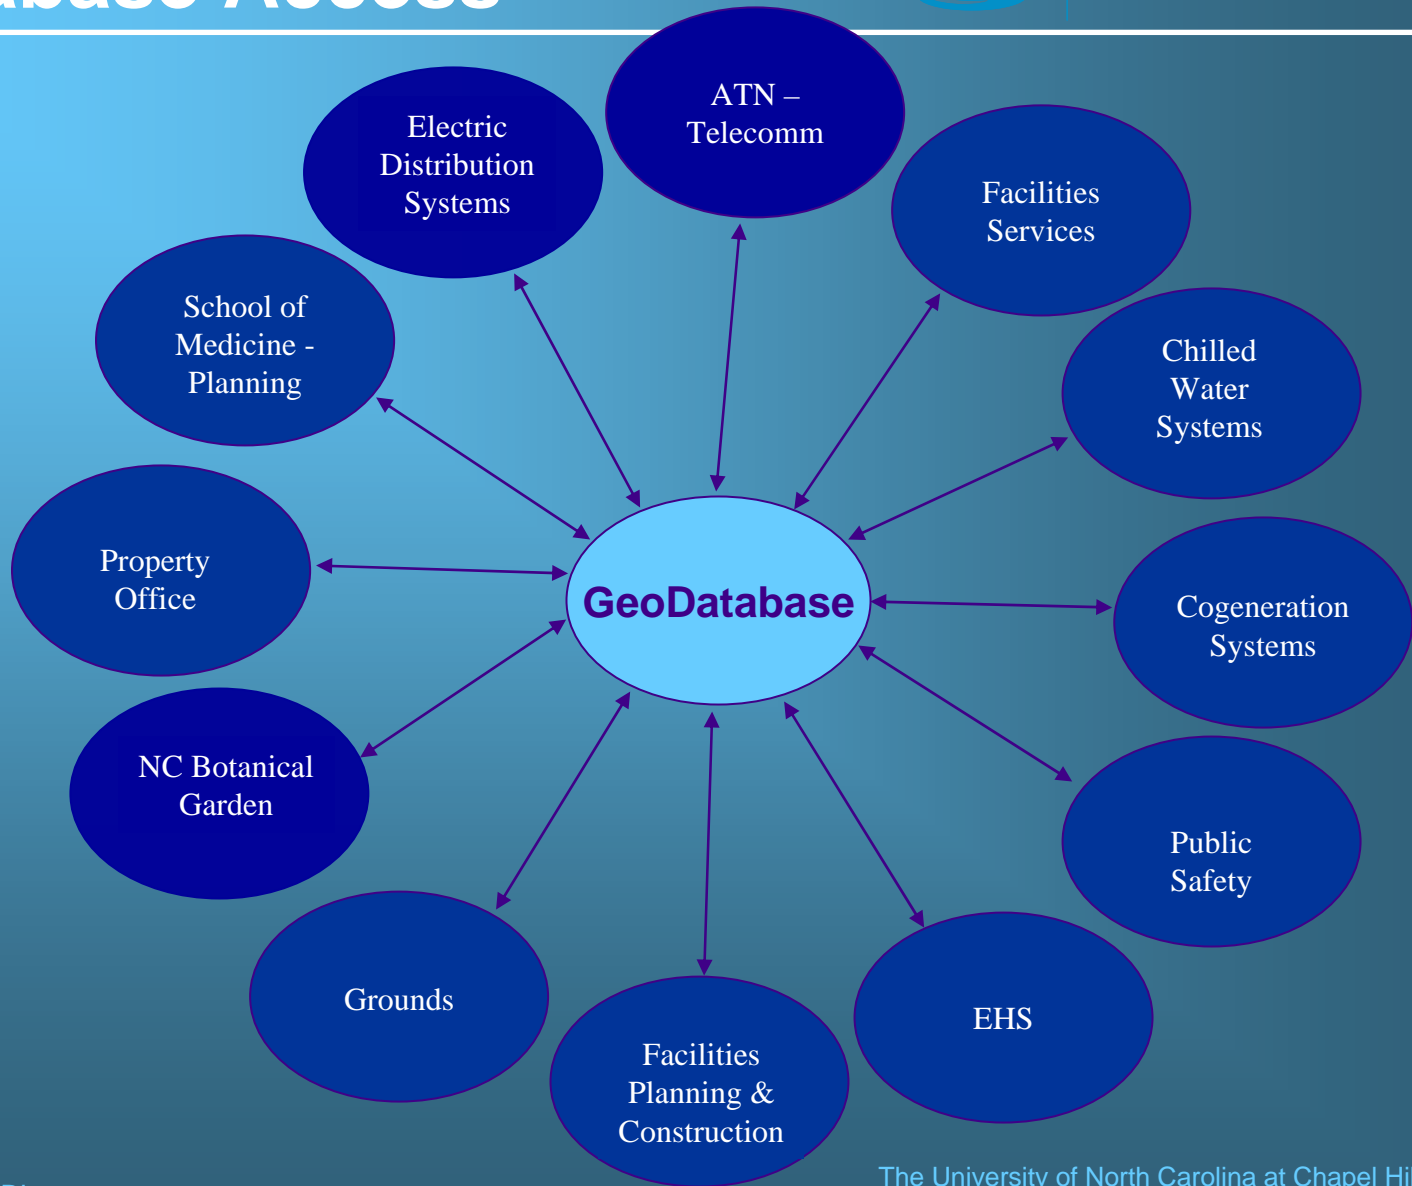 Access
ATN –
Telecomm
Electric
Distribution
Systems
Facilities
Services
School of
Medicine -
Planning
Chilled
Water
Systems
Property
Office
GeoDatabase
Cogeneration
Systems
NC Botanical
Garden
Public
Safety
Grounds
EHS
Facilities
Planning &
Construction
The University of North Carolina at Chapel